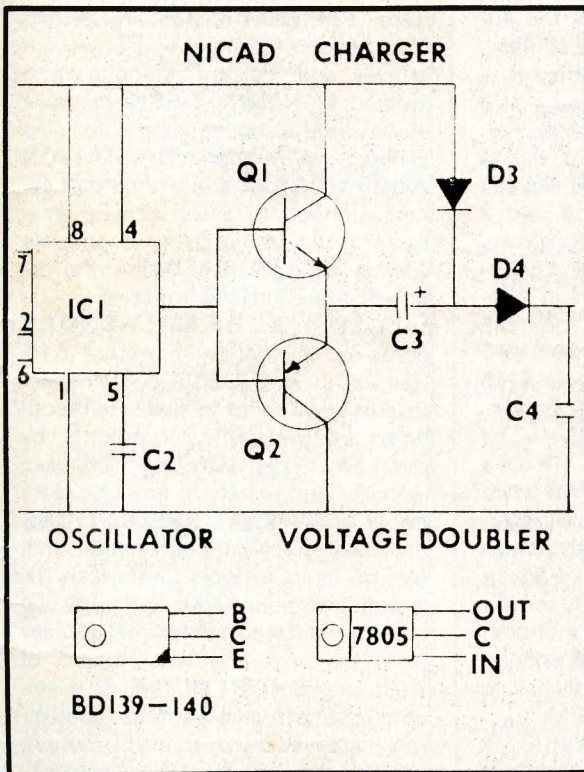 NICAD CHARGER
Q1
D3
8 4
7
IC1
D4
2
+
C3
6
1 5
C4
Q2
C2
OSCILLATOR VOLTAGE DOUBLER
B
C
E
7805
OUT
C
IN
BD139-140